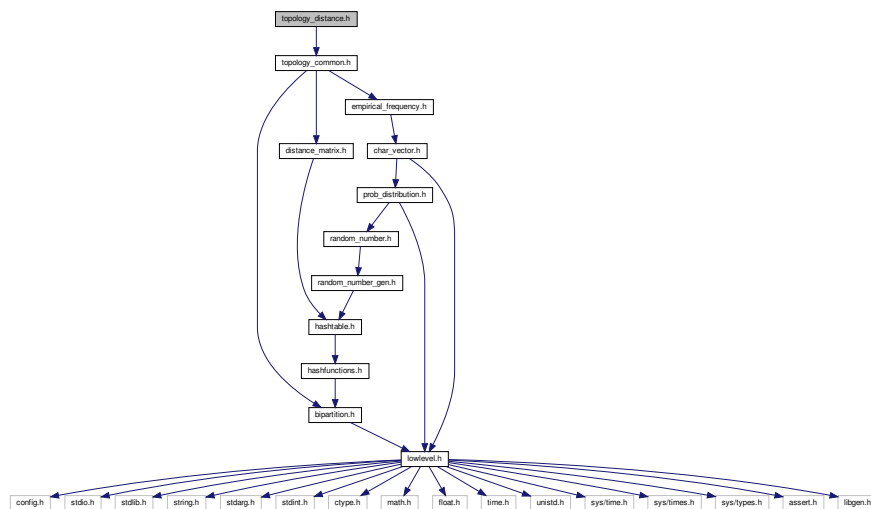 topology_distance.h
topology_common.h
empirical_frequency.h
distance_matrix.h
char_vector.h
prob_distribution.h
random_number.h
random_number_gen.h
hashtable.h
hashfunctions.h
bipartition.h
lowlevel.h
config.h stdio.h stdlib.h string.h stdarg.h stdint.h ctype.h math.h float.h time.h unistd.h sys/time.h sys/times.h sys/types.h assert.h libgen.h